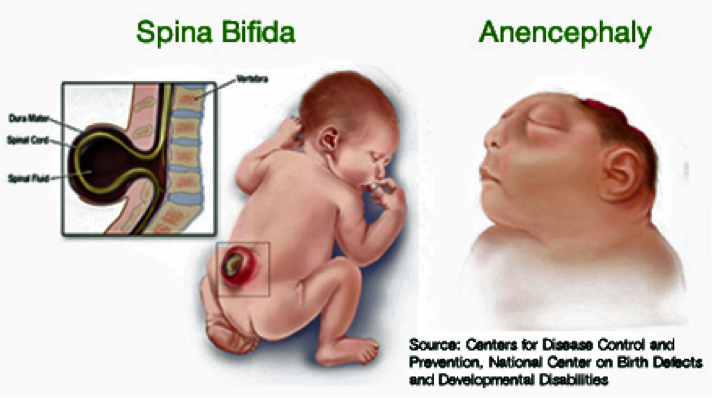 Spina Bifida
Anencephaly
Vertebra
Dura Mater
Spinal Cord
Spinal Fluid
Source: Centers for Disease Control and
Prevention, National Center on Birth Defects
and Developmental Disabilities